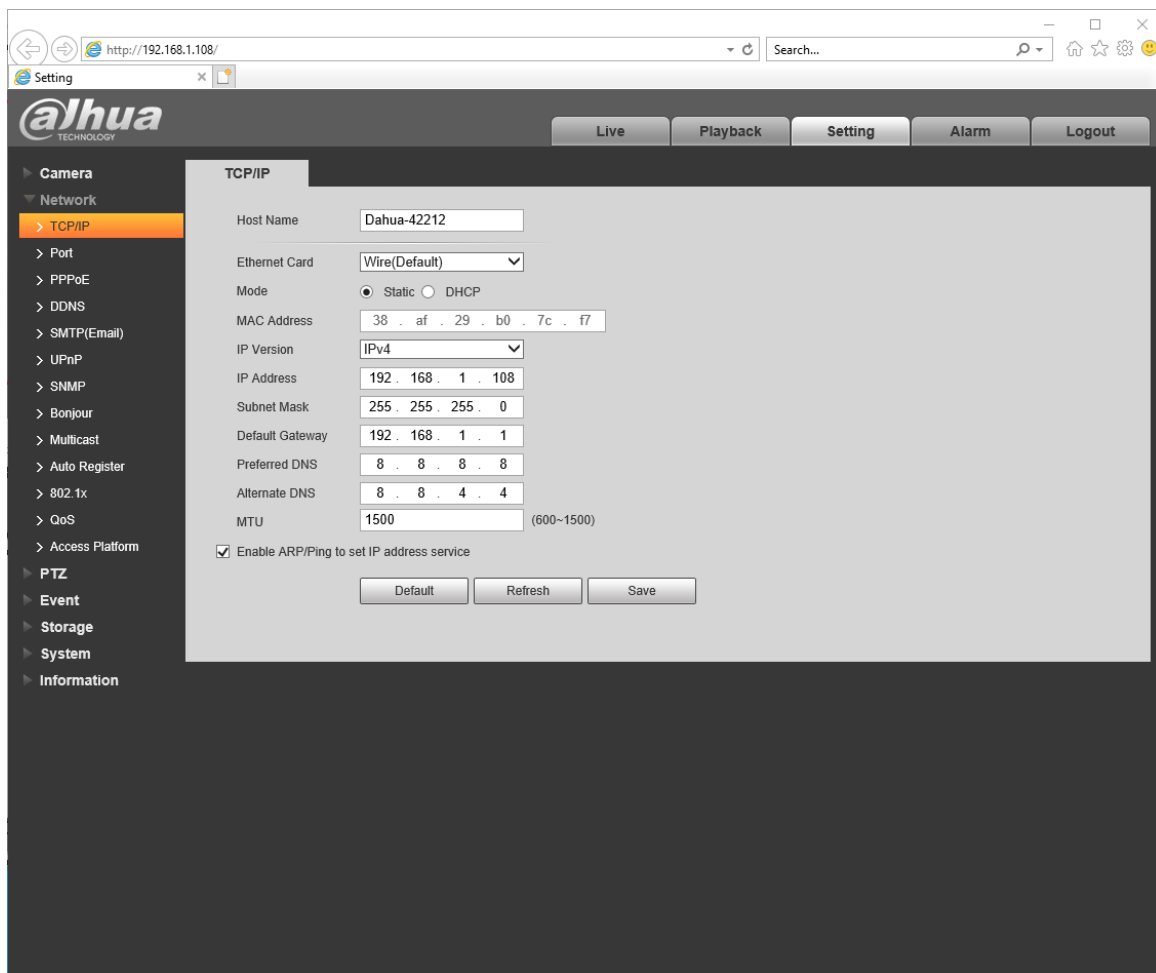 http://192.168.1.108/
Search...
Setting
alhua
TECHNOLOGY
Live Playback Setting Alarm Logout
Camera
Network
TCP/IP
Port
PPPoE
DDNS
SMTP(Email)
UPnP
SNMP
Bonjour
Multicast
Auto Register
802.1x
QoS
Access Platform
PTZ
Event
Storage
System
Information
TCP/IP
Host Name Dahua-42212
Ethernet Card Wire(Default)
Mode Static DHCP
MAC Address 38 . af . 29 . b0 . 7c . f7
IP Version IPv4
IP Address 192 . 168 . 1 . 108
Subnet Mask 255 . 255 . 255 . 0
Default Gateway 192 . 168 . 1 . 1
Preferred DNS 8 . 8 . 8 . 8
Alternate DNS 8 . 8 . 4 . 4
MTU 1500 (600~1500)
Enable ARP/Ping to set IP address service
Default Refresh Save